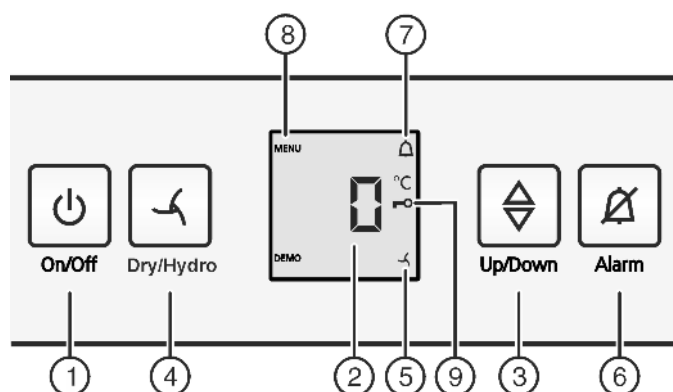 8 7
MENU
°C
0
On/Off Dry/Hydro DEMO Up/Down Alarm
1 4 2 5 9 3 6